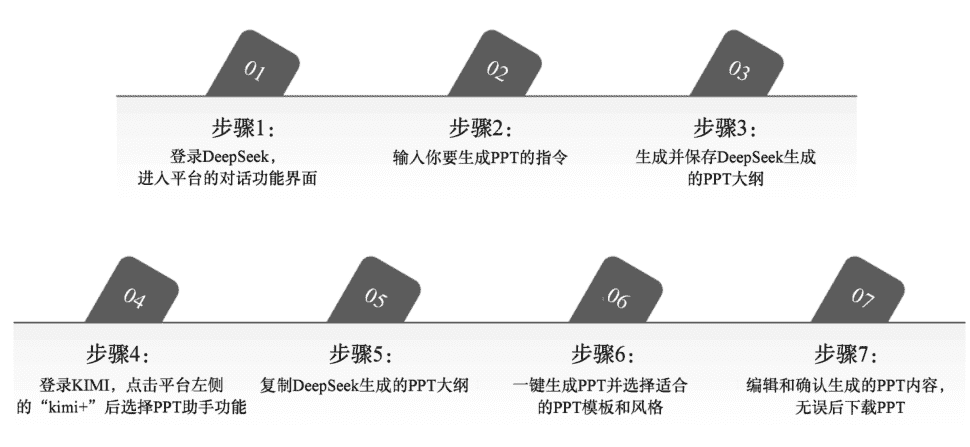 01
02
03
步骤1：
登录DeepSeek，
进入平台的对话功能界面
步骤2：
输入你要生成PPT的指令
步骤3：
生成并保存DeepSeek生成
的PPT大纲
04
05
06
07
步骤4：
登录KIMI，点击平台左侧
的“kimi+”后选择PPT助手功能
步骤5：
复制DeepSeek生成的PPT大纲
步骤6：
一键生成PPT并选择适合
的PPT模板和风格
步骤7：
编辑和确认生成的PPT内容，
无误后下载PPT